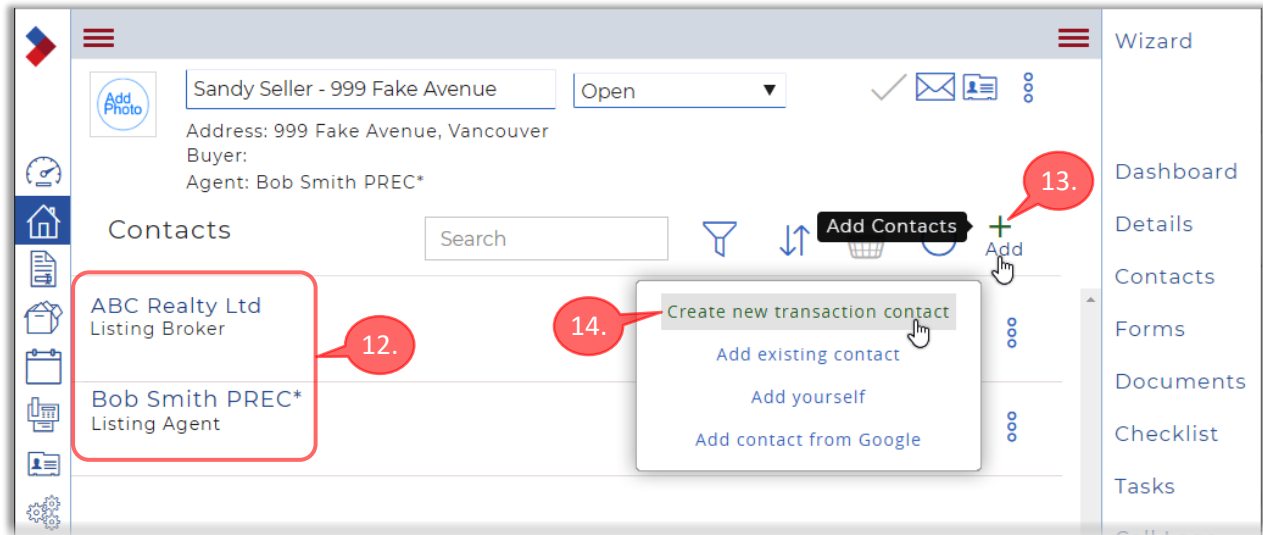 Wizard
Add
Photo
Sandy Seller - 999 Fake Avenue
Open
Address: 999 Fake Avenue, Vancouver
Buyer:
Agent: Bob Smith PREC*
13.
Dashboard
Contacts
Search
Add Contacts
Add
Details
Contacts
ABC Realty Ltd
Listing Broker
12.
14.
Create new transaction contact
Add existing contact
Add yourself
Add contact from Google
Forms
Bob Smith PREC*
Listing Agent
Documents
Checklist
Tasks